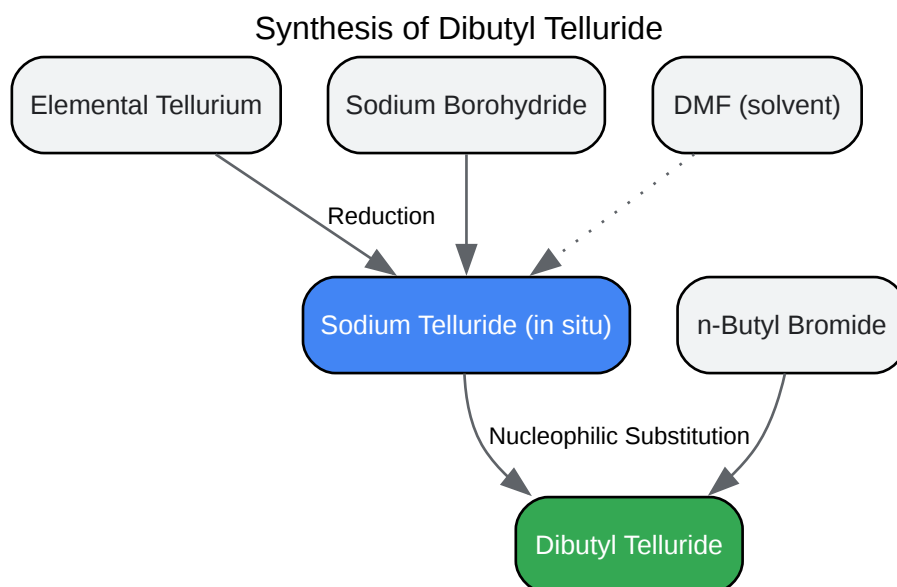 Synthesis of Dibutyl Telluride
Elemental Tellurium
Sodium Borohydride
DMF (solvent)
Reduction
Sodium Telluride (in situ)
n-Butyl Bromide
Nucleophilic Substitution
Dibutyl Telluride